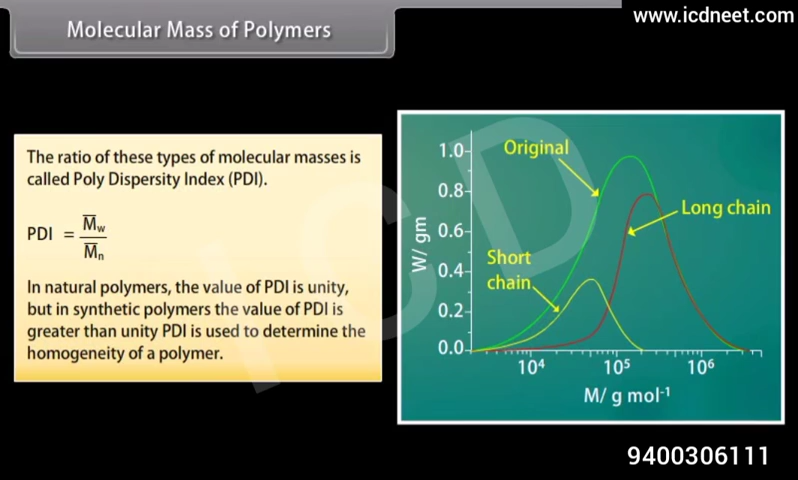 www.icdneet.com
Molecular Mass of Polymers
The ratio of these types of molecular masses is
called Poly Dispersity Index (PDI).
PDI = M̅w
M̅n
In natural polymers, the value of PDI is unity,
but in synthetic polymers the value of PDI is
greater than unity PDI is used to determine the
homogeneity of a polymer.
W/ gm
1.0
0.8
0.6
0.4
0.2
0.0
Original
Long chain
Short
chain
10⁴ 10⁵ 10⁶
M/ g mol⁻¹
ICD
9400306111